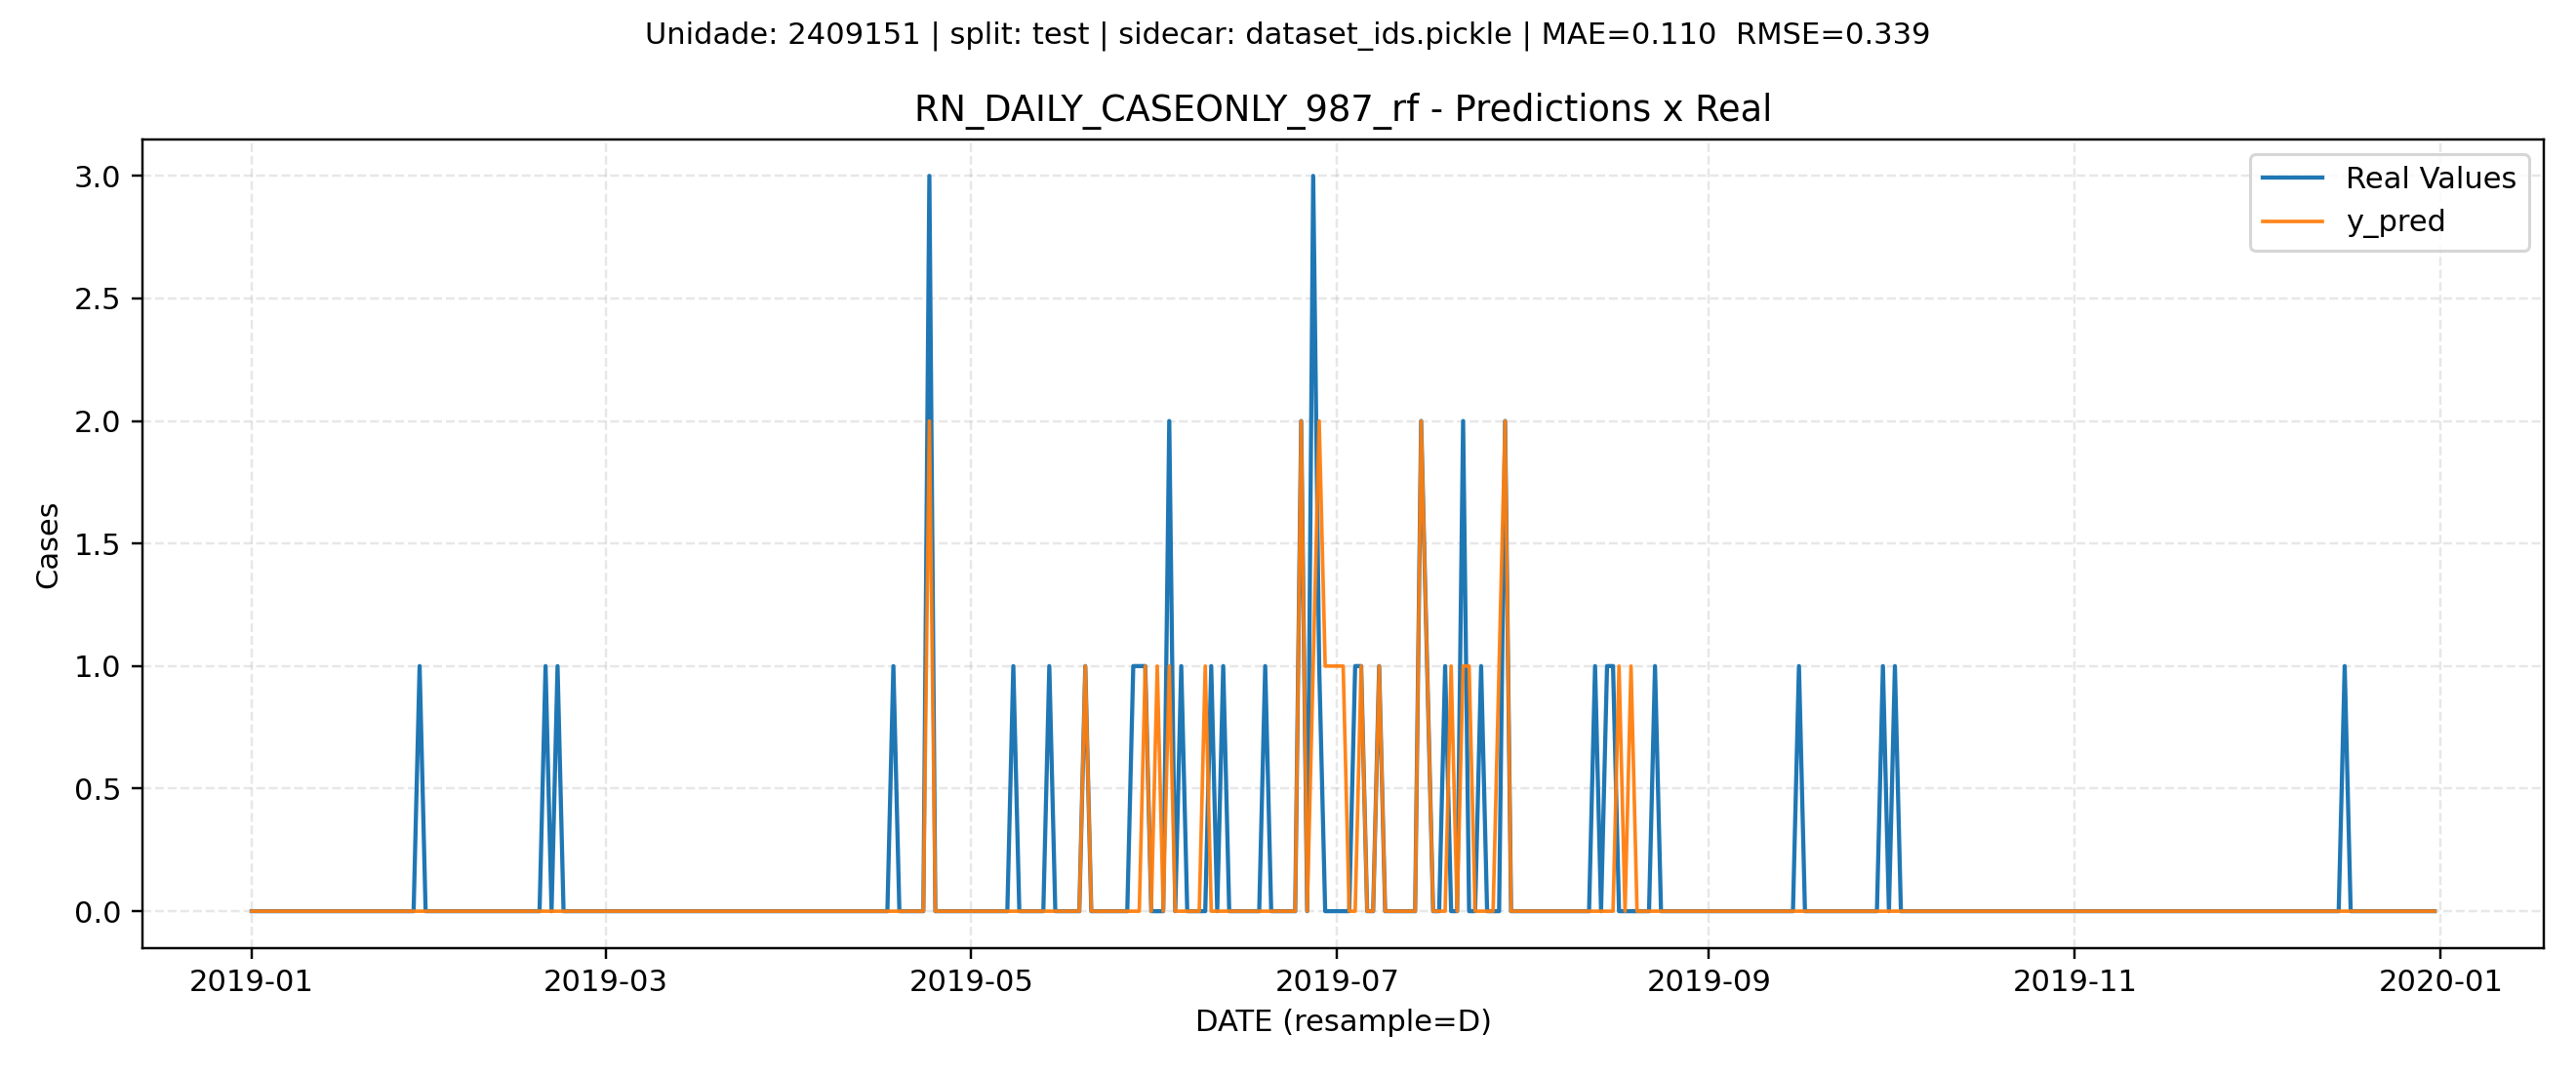 Unidade: 2409151 | split: test | sidecar: dataset_ids.pickle | MAE=0.110  RMSE=0.339
RN_DAILY_CASEONLY_987_rf - Predictions x Real
Real Values
y_pred
Cases
3.0
2.5
2.0
1.5
1.0
0.5
0.0
2019-01
2019-03
2019-05
2019-07
2019-09
2019-11
2020-01
DATE (resample=D)